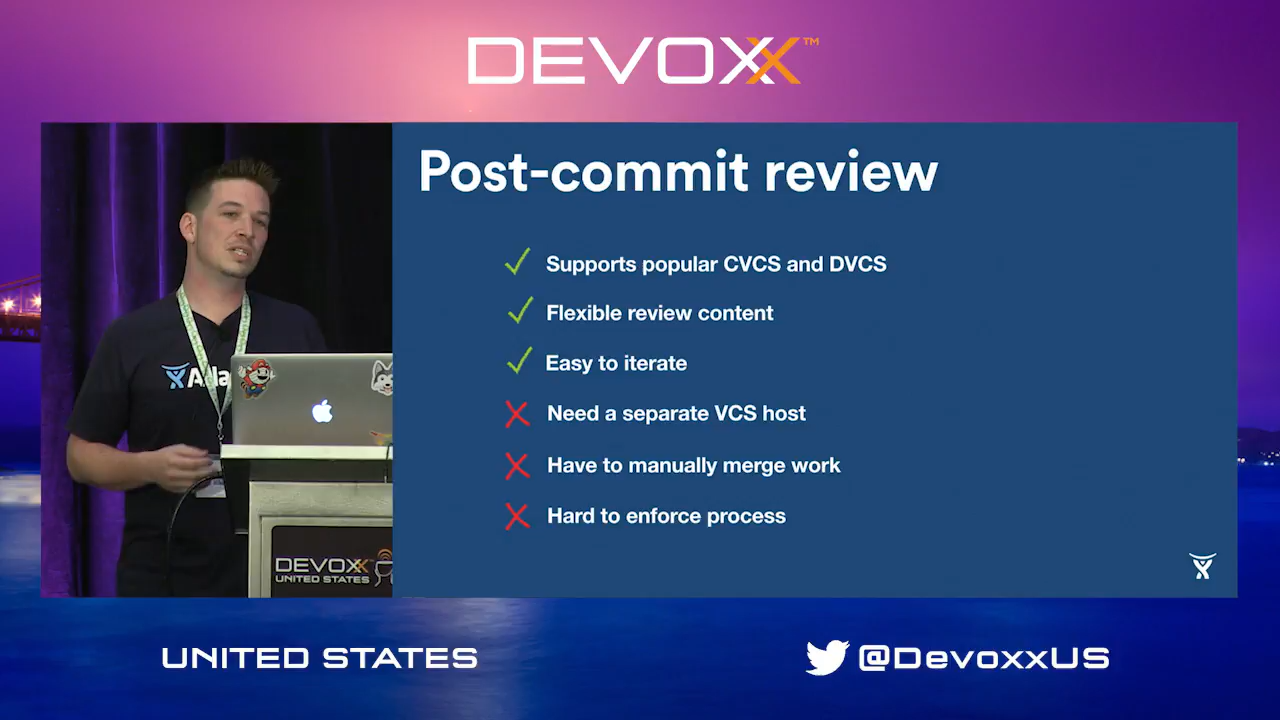 DEVOXX™
Post-commit review
Supports popular CVCS and DVCS
Flexible review content
Easy to iterate
Need a separate VCS host
Have to manually merge work
Hard to enforce process
DEVOXX™
UNITED STATES
UNITED STATES
@DevoxxUS